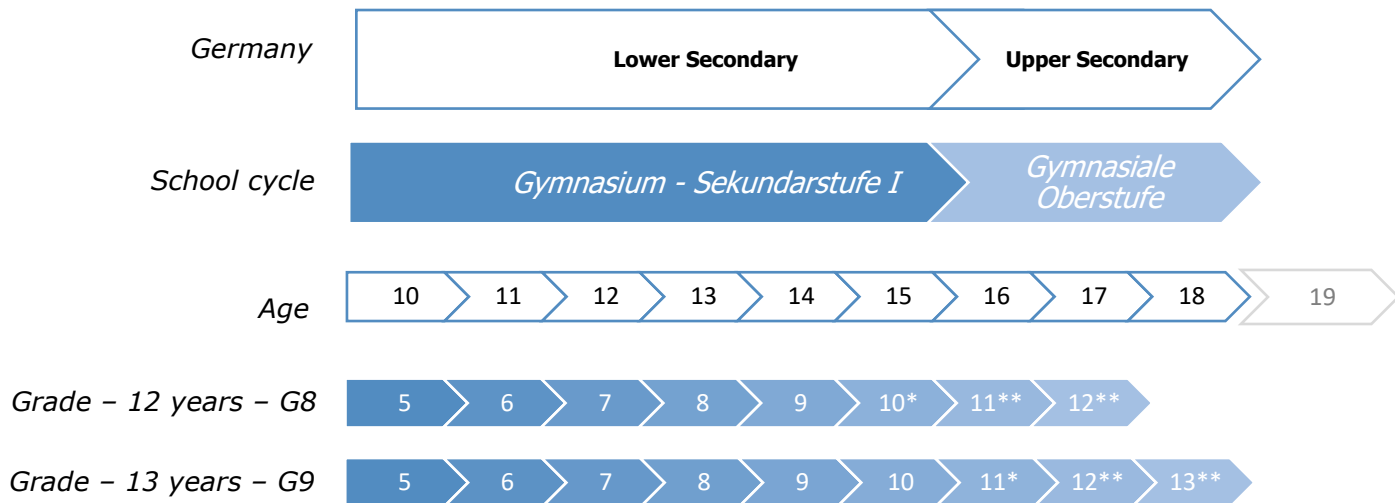 Germany
Lower Secondary
Upper Secondary
School cycle
Gymnasium - Sekundarstufe I
Gymnasiale
Oberstufe
Age
10 11 12 13 14 15 16 17 18 19
Grade – 12 years – G8
5 6 7 8 9 10* 11** 12**
Grade – 13 years – G9
5 6 7 8 9 10 11* 12** 13**